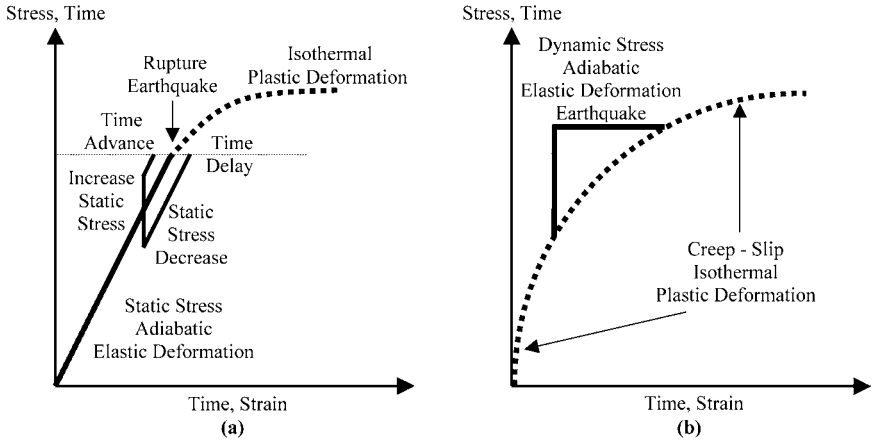 Stress, Time
Isothermal
Plastic Deformation
Rupture
Earthquake
Time
Advance
Time
Delay
Increase
Static
Stress
Static
Stress
Decrease
Static Stress
Adiabatic
Elastic Deformation
Time, Strain
(a)
Stress, Time
Dynamic Stress
Adiabatic
Elastic Deformation
Earthquake
Creep - Slip
Isothermal
Plastic Deformation
Time, Strain
(b)